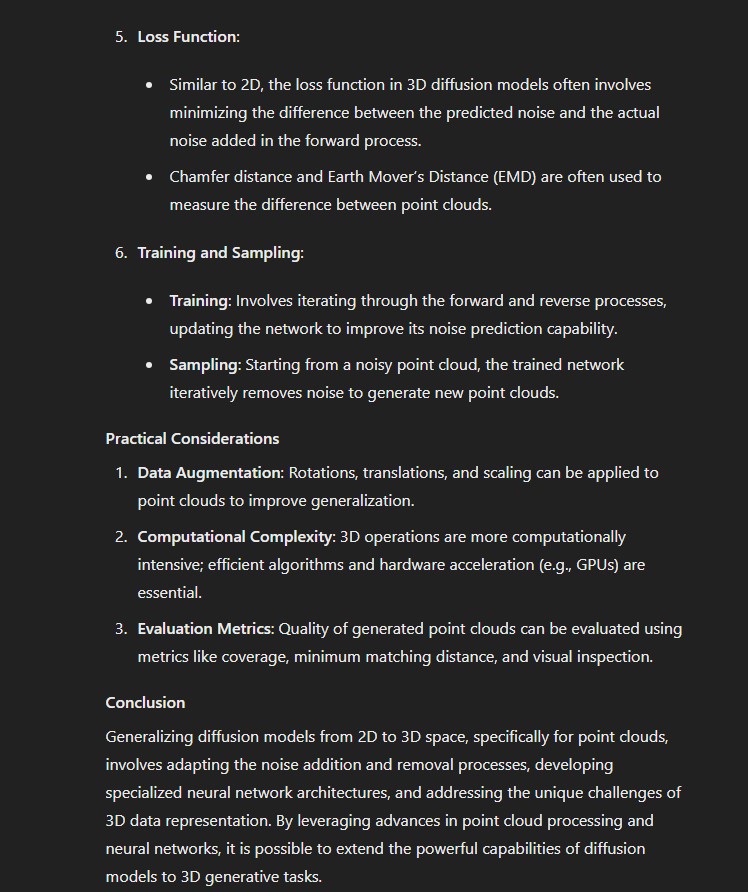 5. Loss Function:
• Similar to 2D, the loss function in 3D diffusion models often involves
minimizing the difference between the predicted noise and the actual
noise added in the forward process.
• Chamfer distance and Earth Mover’s Distance (EMD) are often used to
measure the difference between point clouds.
6. Training and Sampling:
• Training: Involves iterating through the forward and reverse processes,
updating the network to improve its noise prediction capability.
• Sampling: Starting from a noisy point cloud, the trained network
iteratively removes noise to generate new point clouds.
Practical Considerations
1. Data Augmentation: Rotations, translations, and scaling can be applied to
point clouds to improve generalization.
2. Computational Complexity: 3D operations are more computationally
intensive; efficient algorithms and hardware acceleration (e.g., GPUs) are
essential.
3. Evaluation Metrics: Quality of generated point clouds can be evaluated using
metrics like coverage, minimum matching distance, and visual inspection.
Conclusion
Generalizing diffusion models from 2D to 3D space, specifically for point clouds,
involves adapting the noise addition and removal processes, developing
specialized neural network architectures, and addressing the unique challenges of
3D data representation. By leveraging advances in point cloud processing and
neural networks, it is possible to extend the powerful capabilities of diffusion
models to 3D generative tasks.